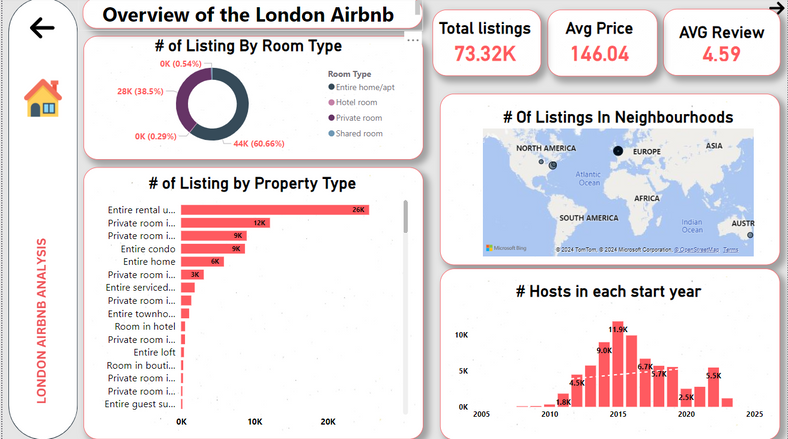 Overview of the London Airbnb
# of Listing By Room Type
0K (0.54%)
28K (38.5%)
0K (0.29%)
44K (60.66%)
Room Type
Entire home/apt
Hotel room
Private room
Shared room
Total listings
73.32K
Avg Price
146.04
AVG Review
4.59
# Of Listings In Neighbourhoods
NORTH AMERICA
EUROPE
ASIA
Atlantic
Ocean
AFRICA
SOUTH AMERICA
Indian
Ocean
AUSTR
Microsoft Bing
© 2024 TomTom, © 2024 Microsoft Corporation, © OpenStreetMap Terms
# of Listing by Property Type
Entire rental u... 26K
Private room i... 12K
Private room i... 9K
Entire condo 9K
Entire home 6K
Private room i... 3K
Entire serviced...
Private room i...
Entire townho...
Room in hotel
Private room i...
Entire loft
Room in bouti...
Private room i...
Private room i...
Entire guest su...
0K 10K 20K
# Hosts in each start year
10K
5K
0K
1.8K
4.5K
9.0K
11.9K
6.7K
5.7K
2.5K
5.5K
2005 2010 2015 2020 2025
LONDON AIRBNB ANALYSIS